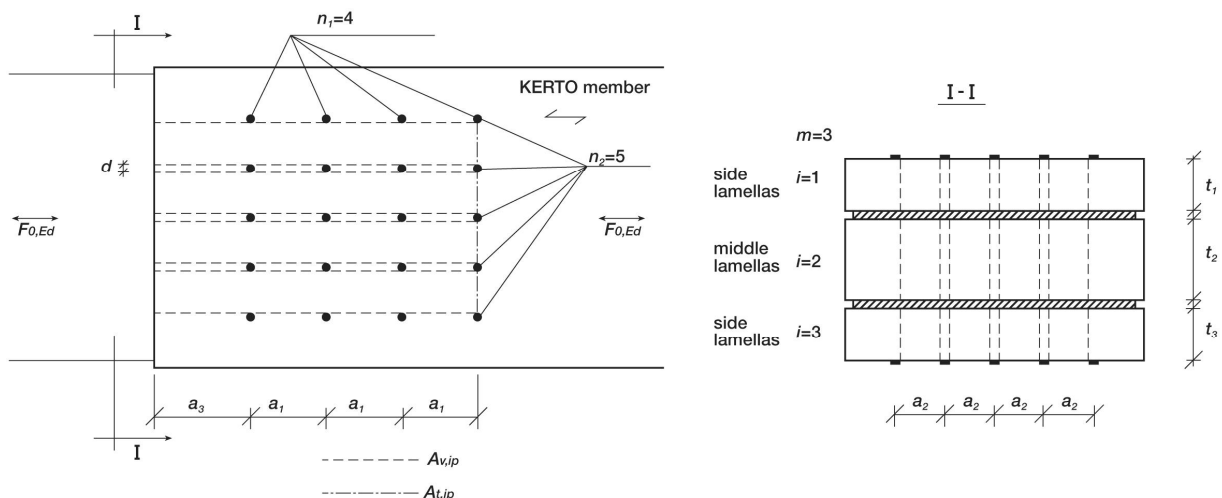 I
n₁=4
KERTO member
d
n₂=5
F0,Ed
F0,Ed
a₃
a₁
a₁
a₁
I
Av,ip
At,ip
I - I
m=3
side
lamellas
i=1
t₁
middle
lamellas
i=2
t₂
side
lamellas
i=3
t₃
a₂
a₂
a₂
a₂